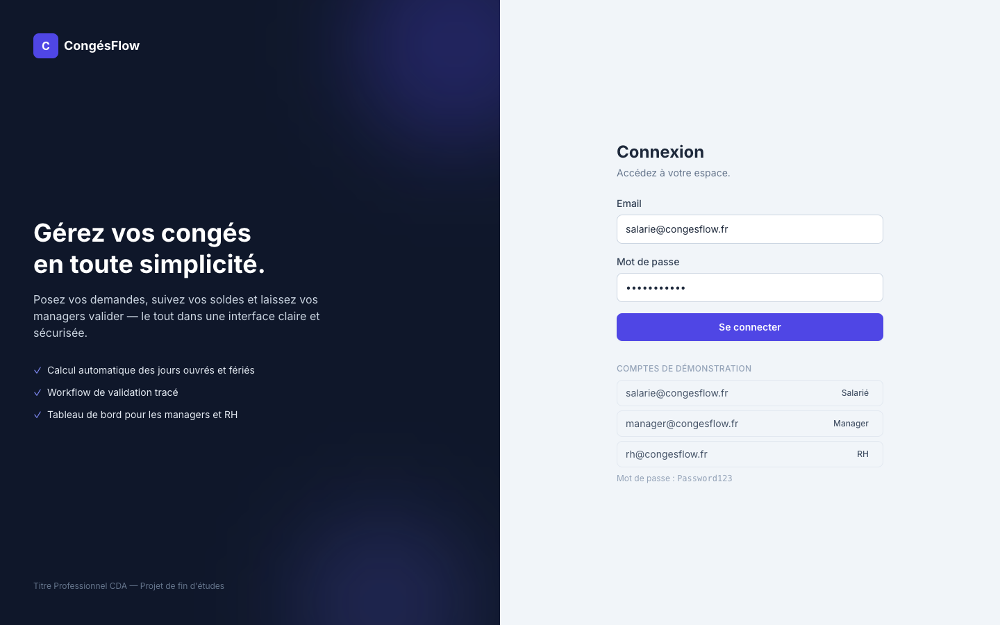 C CongésFlow
Gérez vos congés
en toute simplicité.
Posez vos demandes, suivez vos soldes et laissez vos
managers valider — le tout dans une interface claire et
sécurisée.
✓ Calcul automatique des jours ouvrés et fériés
✓ Workflow de validation tracé
✓ Tableau de bord pour les managers et RH
Titre Professionnel CDA — Projet de fin d'études
Connexion
Accédez à votre espace.
Email
salarie@congesflow.fr
Mot de passe
•••••••••••
Se connecter
COMPTES DE DÉMONSTRATION
salarie@congesflow.fr Salarié
manager@congesflow.fr Manager
rh@congesflow.fr RH
Mot de passe : Password123